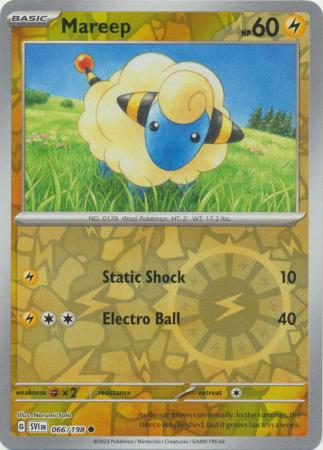 BASIC
Mareep
HP 60
NO. 0179 Wool Pokémon HT: 2' WT: 17.2 lbs.
Static Shock 10
Electro Ball 40
weakness ×2 resistance retreat
Illus. Narumi Sato
G SVI EN 066/198
Its fleece grows continually. In the summer, the
fleece is fully shed, but it grows back in a week.
©2023 Pokémon / Nintendo / Creatures / GAME FREAK